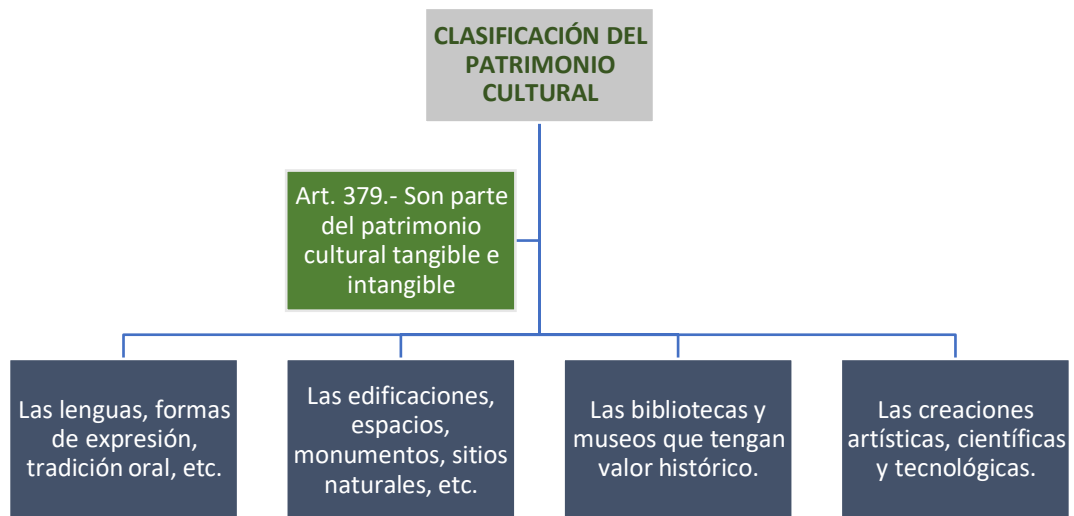 CLASIFICACIÓN DEL
PATRIMONIO
CULTURAL
Art. 379.- Son parte
del patrimonio
cultural tangible e
intangible
Las lenguas, formas
de expresión,
tradición oral, etc.
Las edificaciones,
espacios,
monumentos, sitios
naturales, etc.
Las bibliotecas y
museos que tengan
valor histórico.
Las creaciones
artísticas, científicas
y tecnológicas.